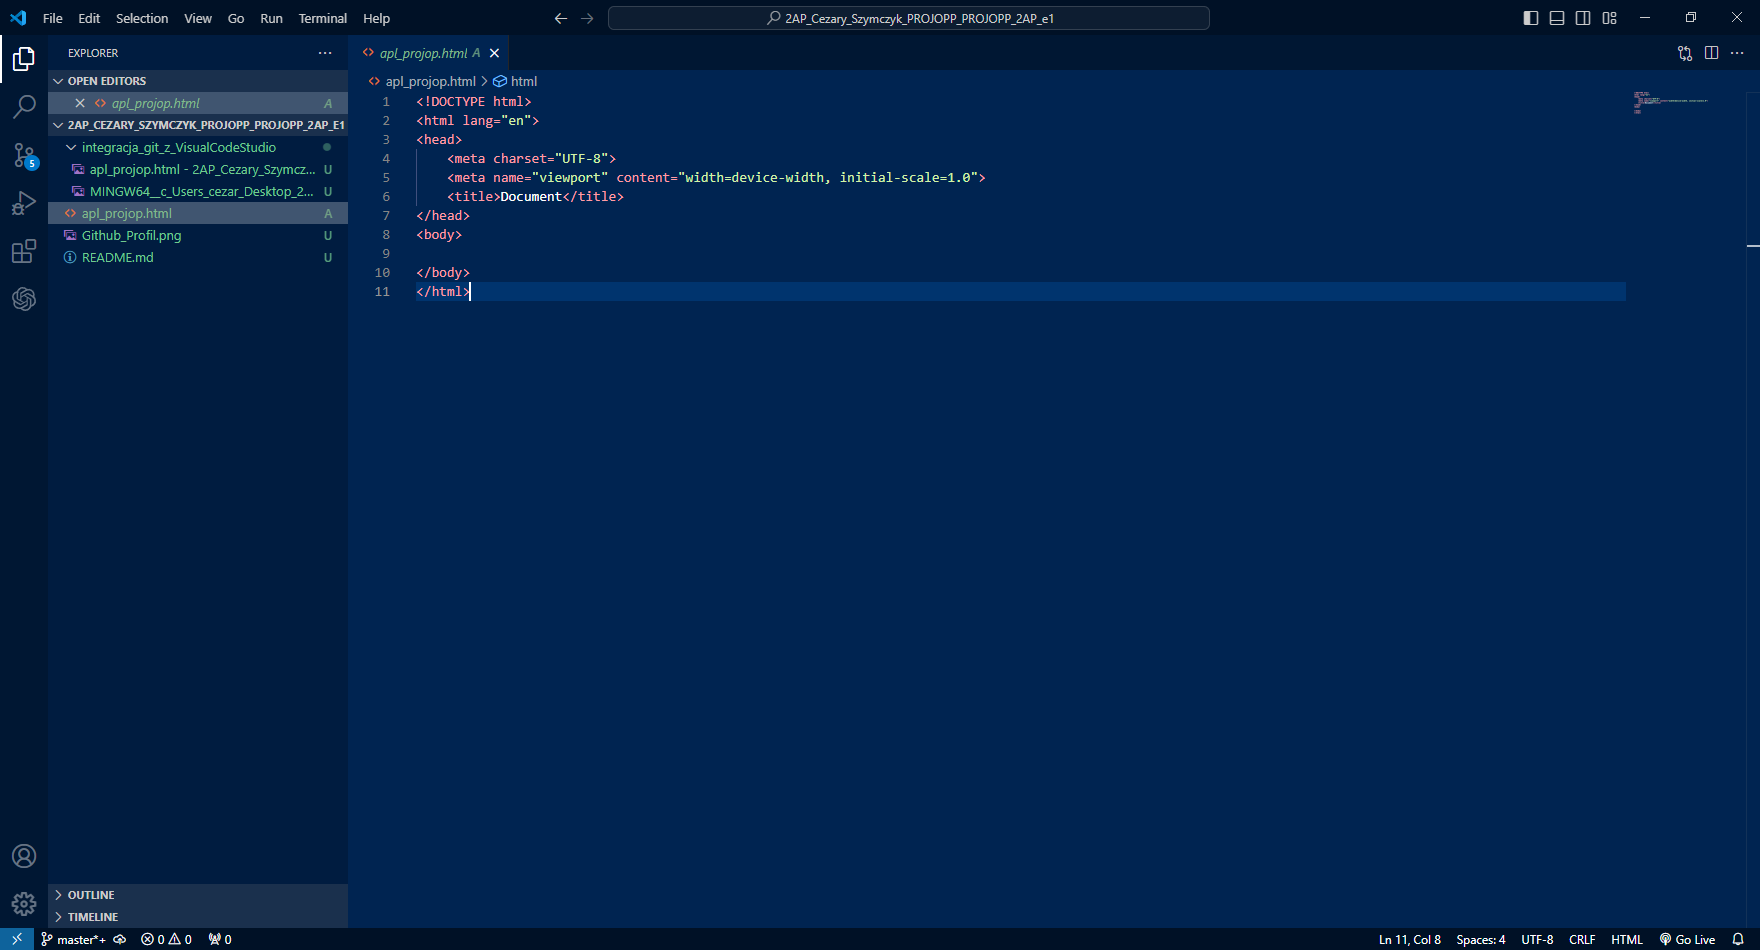 File Edit Selection View Go Run Terminal Help
2AP_Cezary_Szymczyk_PROJOPP_PROJOPP_2AP_e1
EXPLORER
OPEN EDITORS
apl_projop.html A
2AP_CEZARY_SZYMCZYK_PROJOPP_PROJOPP_2AP_E1
integracja_git_z_VisualCodeStudio
apl_projop.html - 2AP_Cezary_Szymcz... U
MINGW64__c_Users_cezar_Desktop_2... U
apl_projop.html A
Github_Profil.png U
README.md U
5
OUTLINE
TIMELINE
apl_projop.html A
apl_projop.html > html
1 <!DOCTYPE html>
2 <html lang="en">
3 <head>
4 <meta charset="UTF-8">
5 <meta name="viewport" content="width=device-width, initial-scale=1.0">
6 <title>Document</title>
7 </head>
8 <body>
9
10 </body>
11 </html>
master*+ 0 0 0
Ln 11, Col 8 Spaces: 4 UTF-8 CRLF HTML Go Live